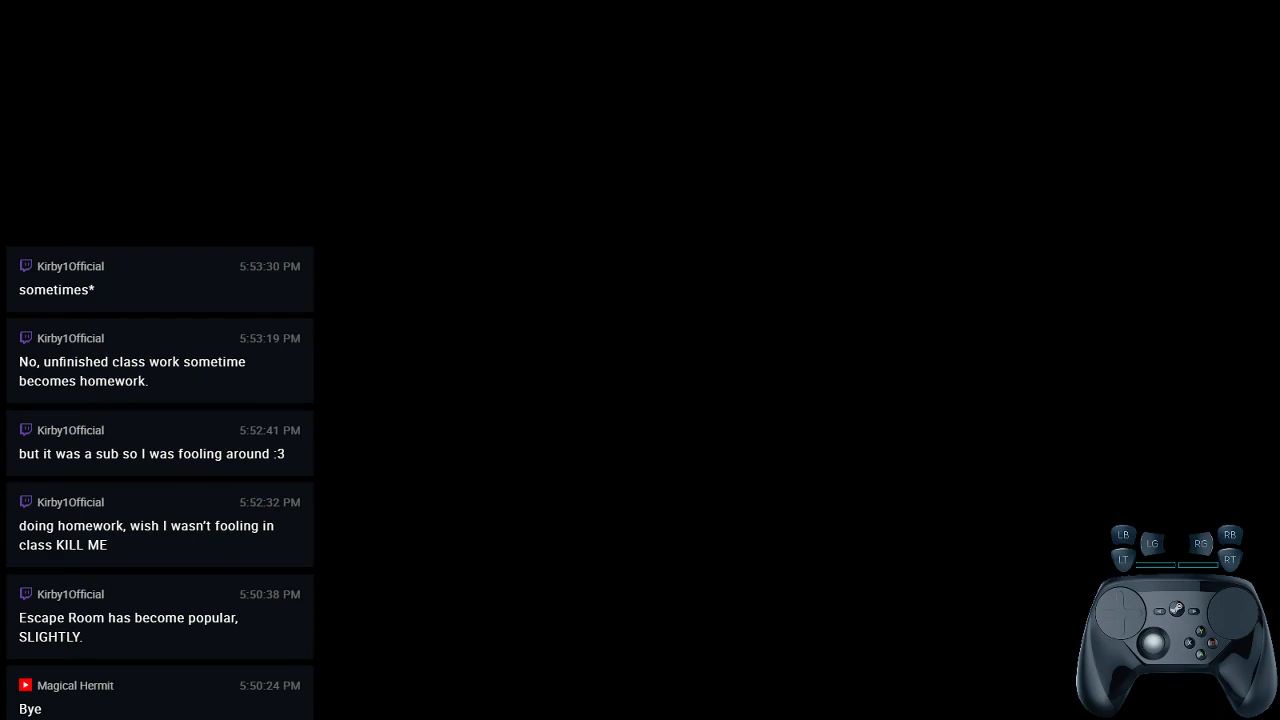 Kirby1Official 5:53:30 PM
sometimes*
Kirby1Official 5:53:19 PM
No, unfinished class work sometime
becomes homework.
Kirby1Official 5:52:41 PM
but it was a sub so I was fooling around :3
Kirby1Official 5:52:32 PM
doing homework, wish I wasn't fooling in
class KILL ME
Kirby1Official 5:50:38 PM
Escape Room has become popular,
SLIGHTLY.
Magical Hermit 5:50:24 PM
Bye
LB RB
LG RG
LT RT
Y
X B
A